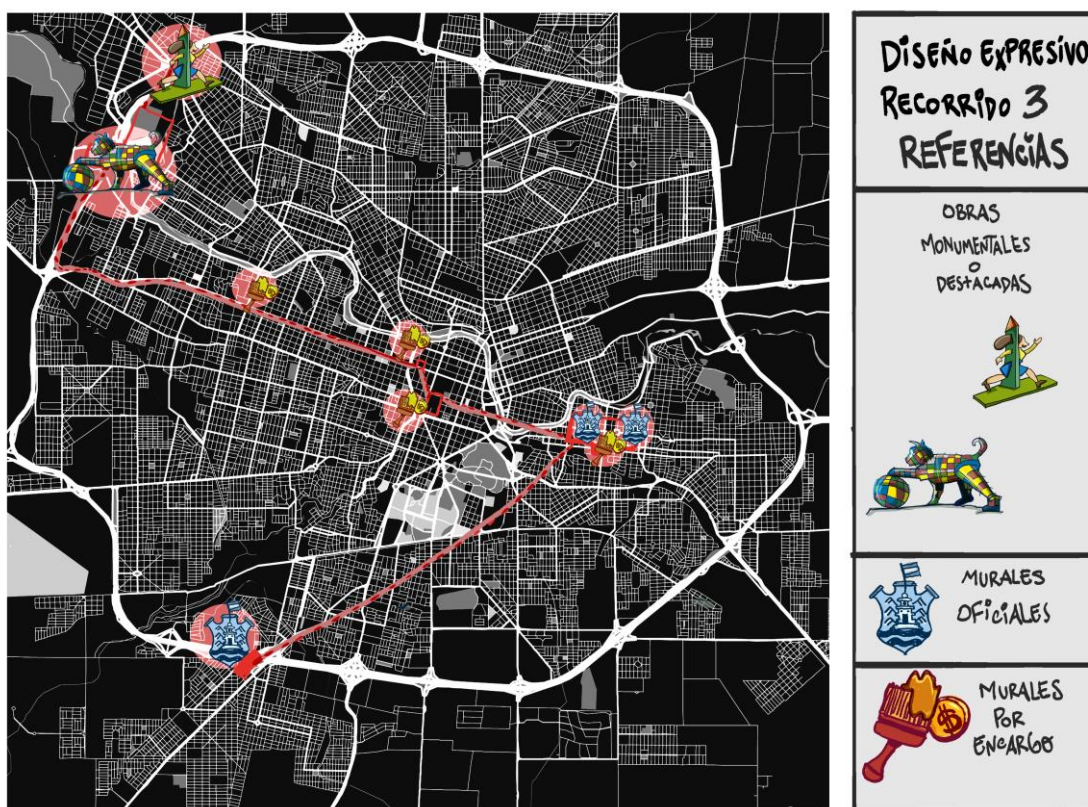 DISEÑO EXPRESIVO
RECORRIDO 3
REFERENCIAS
OBRAS
MONUMENTALES
O
DESTACADAS
MURALES
OFICIALES
$
MURALES
POR
ENCARGO